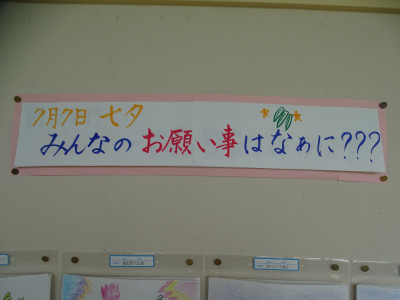 7月7日 七夕
みんなの お願い事 は なぁに???